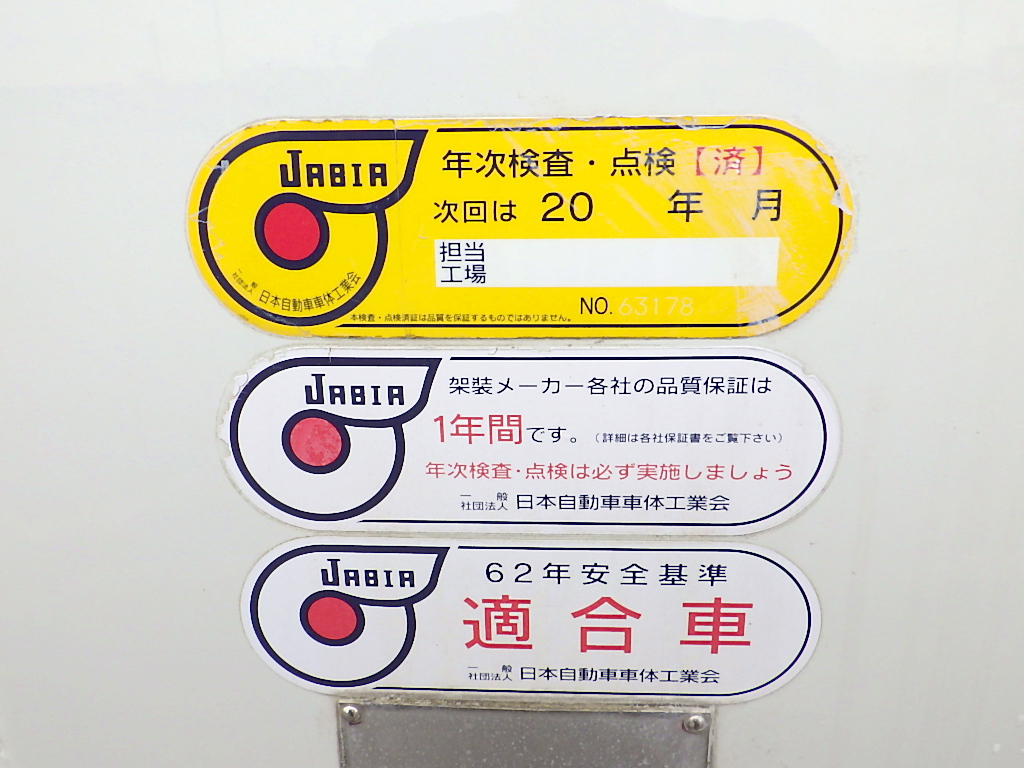 JABIA
年次検査・点検【済】
次回は 20 年 月
担当
工場
NO. 63178
一般社団法人 日本自動車車体工業会
本検査・点検済証は品質を保証するものではありません。
JABIA
架装メーカー各社の品質保証は
1年間です。（詳細は各社保証書をご覧下さい）
年次検査・点検は必ず実施しましょう
一般社団法人 日本自動車車体工業会
JABIA
62年安全基準
適合車
一般社団法人 日本自動車車体工業会